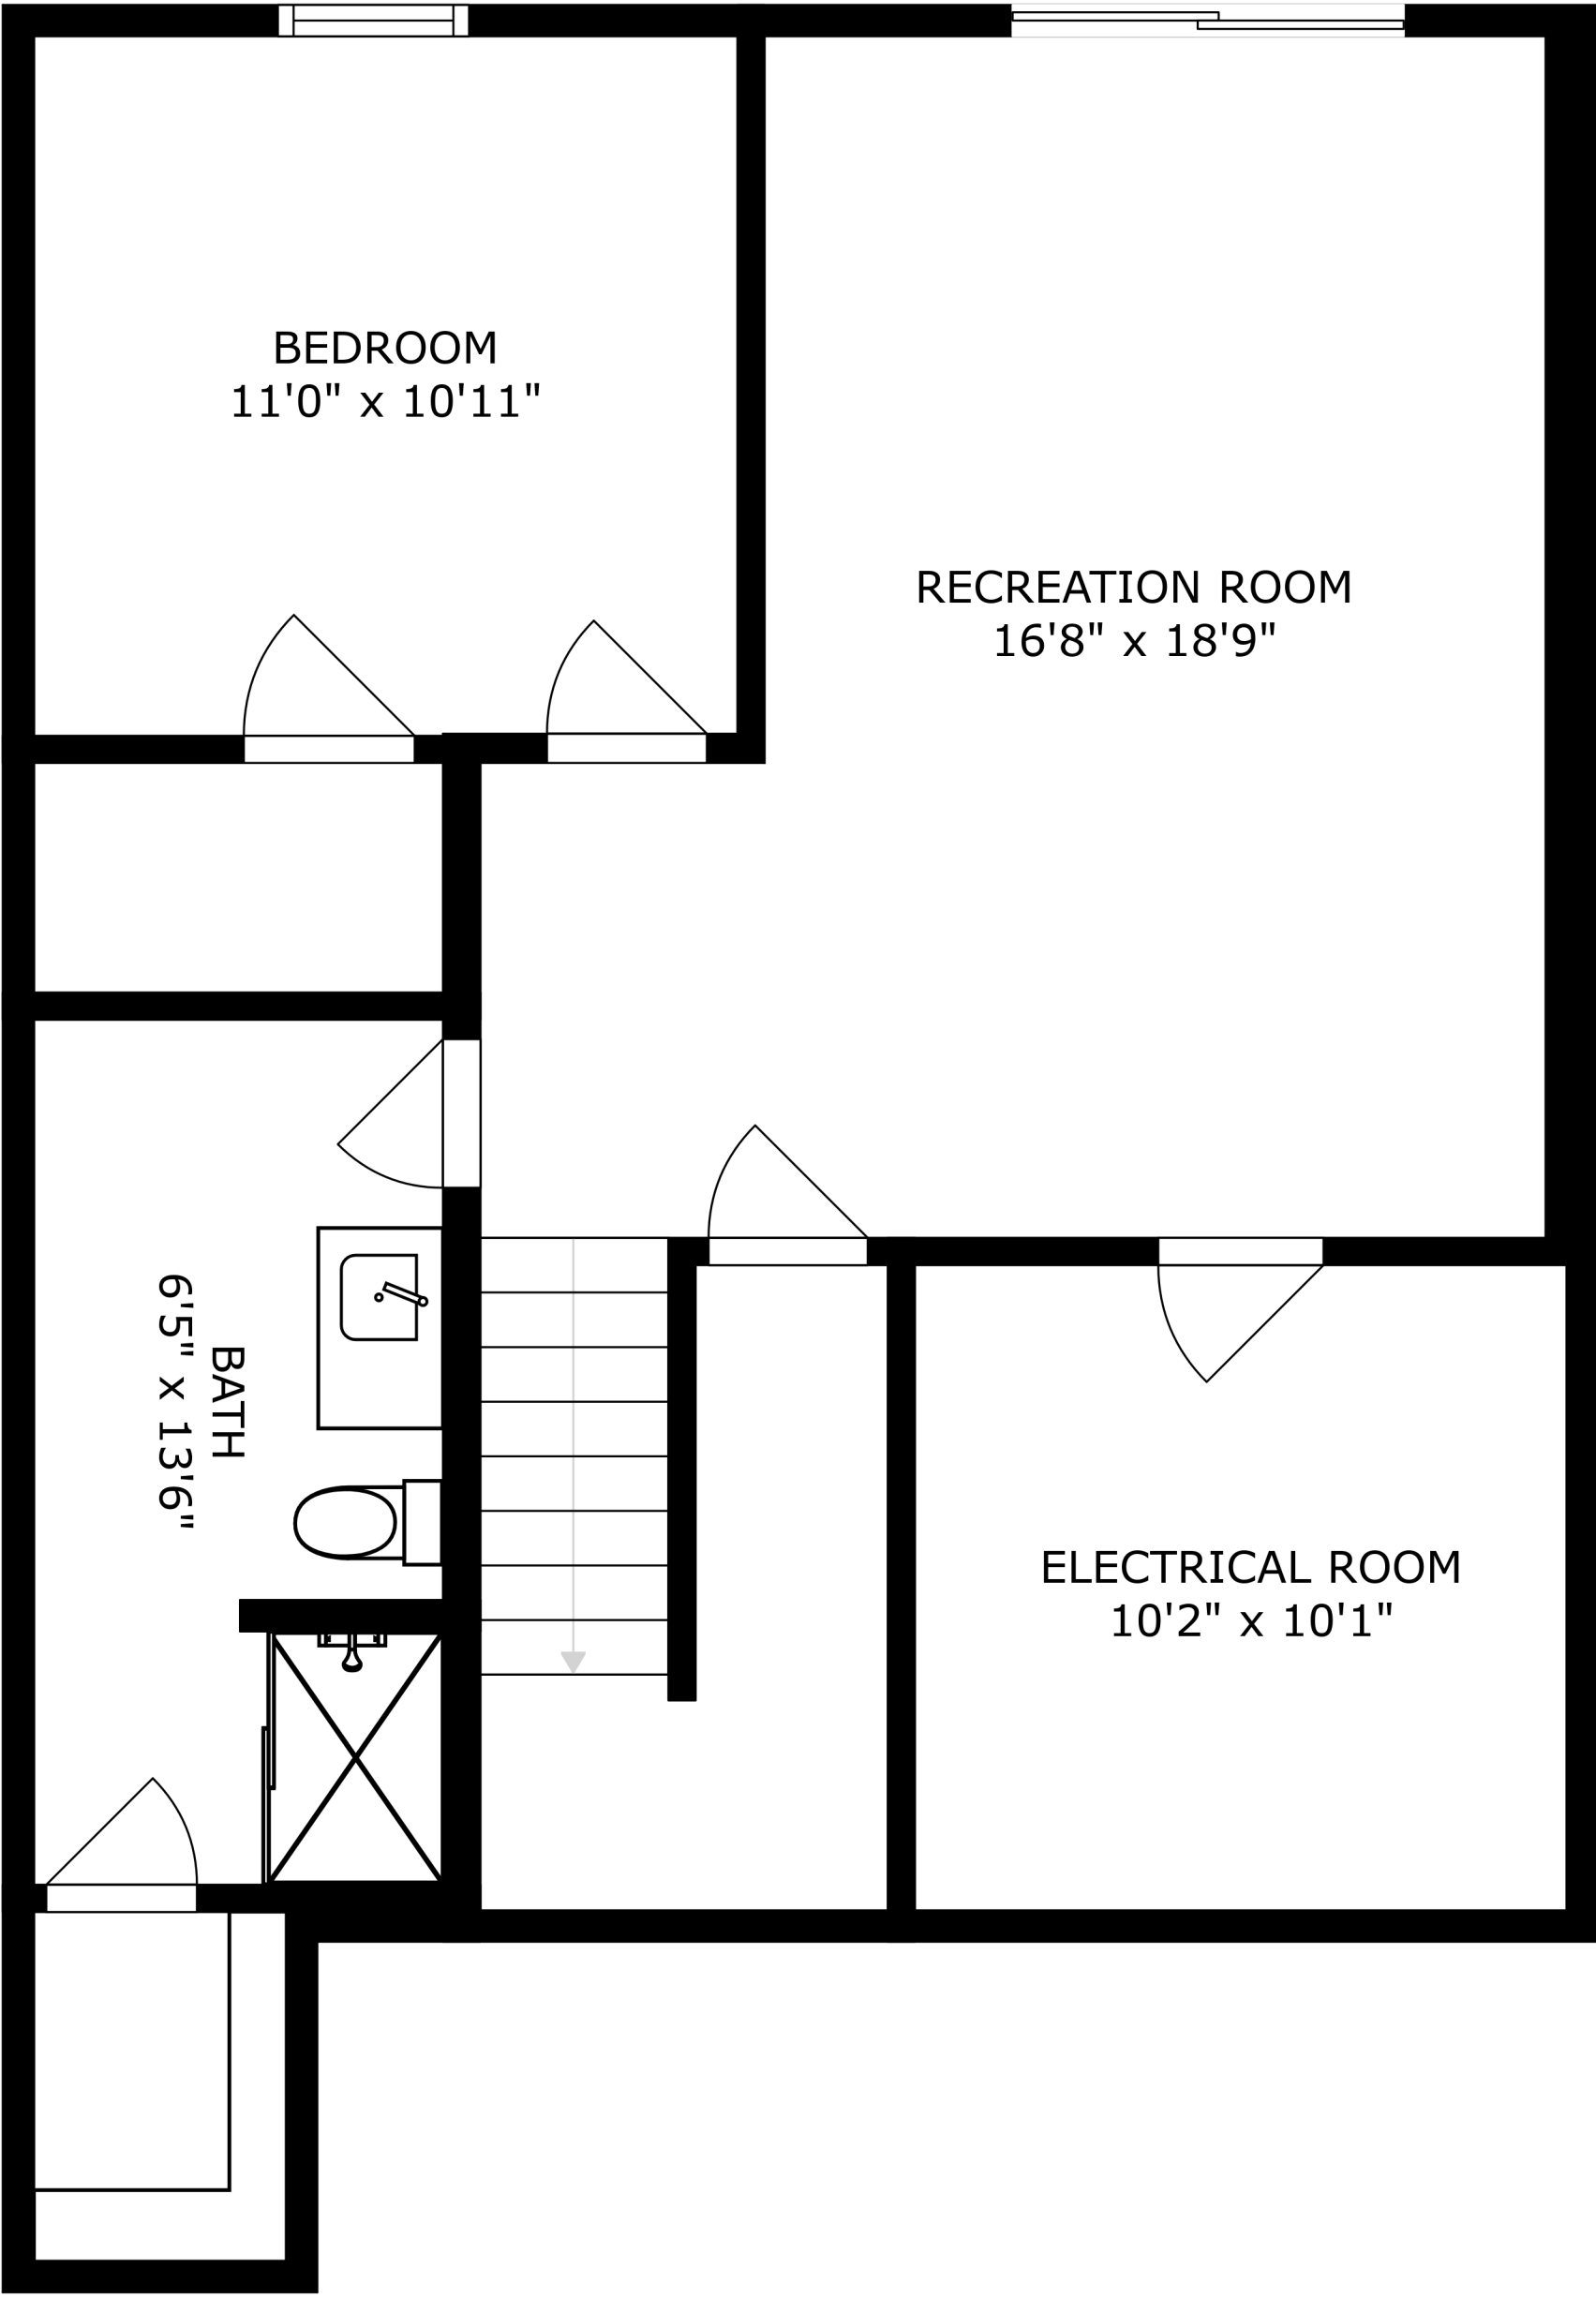 BEDROOM
11'0" x 10'11"
RECREATION ROOM
16'8" x 18'9"
BATH
6'5" x 13'6"
ELECTRICAL ROOM
10'2" x 10'1"